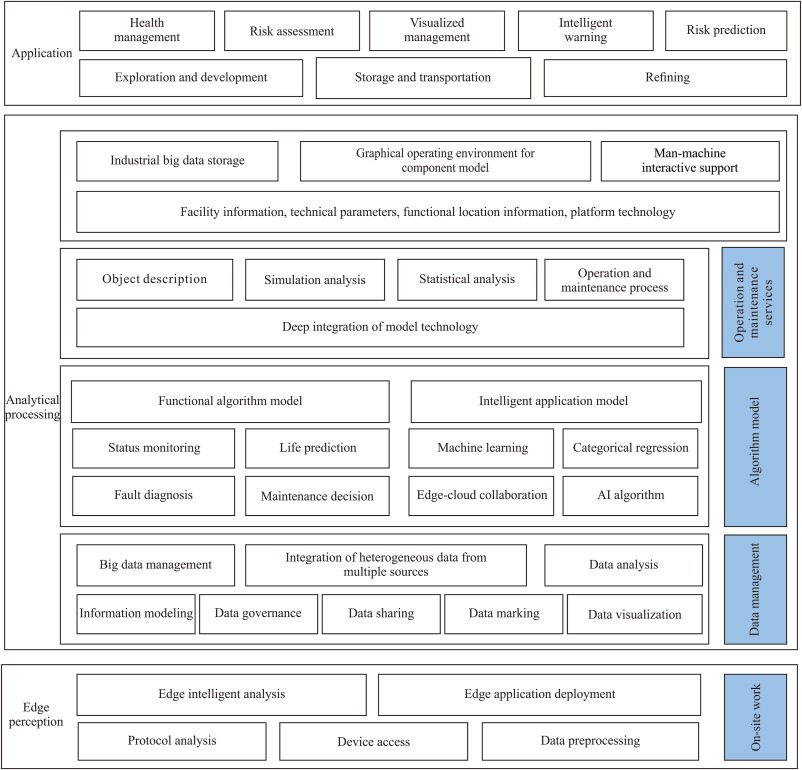 Health
management
Risk assessment
Visualized
management
Intelligent
warning
Risk prediction
Application
Exploration and development
Storage and transportation
Refining
Industrial big data storage
Graphical operating environment for
component model
Man-machine
interactive support
Facility information, technical parameters, functional location information, platform technology
Object description
Simulation analysis
Statistical analysis
Operation and
maintenance process
Deep integration of model technology
Operation and
maintenance
services
Analytical
processing
Functional algorithm model
Intelligent application model
Status monitoring
Life prediction
Machine learning
Categorical regression
Fault diagnosis
Maintenance decision
Edge-cloud collaboration
AI algorithm
Algorithm model
Big data management
Integration of heterogeneous data from
multiple sources
Data analysis
Information modeling
Data governance
Data sharing
Data marking
Data visualization
Data management
Edge
perception
Edge intelligent analysis
Edge application deployment
Protocol analysis
Device access
Data preprocessing
On-site work